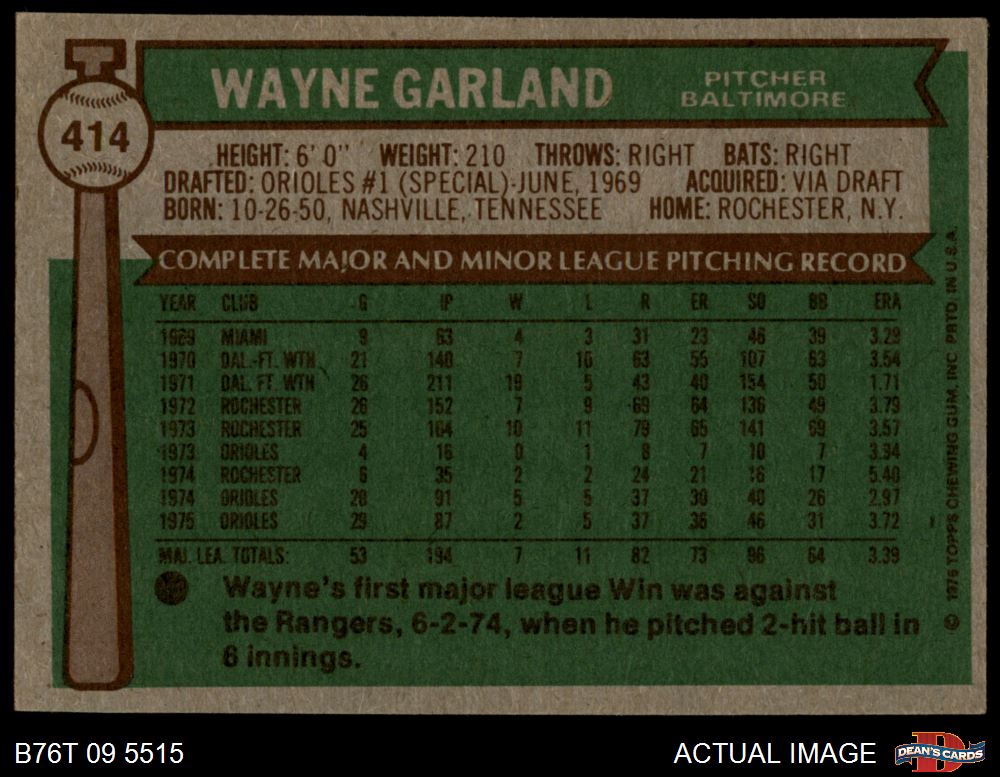 WAYNE GARLAND
PITCHER
BALTIMORE
414
HEIGHT: 6' 0" WEIGHT: 210 THROWS: RIGHT BATS: RIGHT
DRAFTED: ORIOLES #1 (SPECIAL)-JUNE, 1969 ACQUIRED: VIA DRAFT
BORN: 10-26-50, NASHVILLE, TENNESSEE HOME: ROCHESTER, N.Y.
COMPLETE MAJOR AND MINOR LEAGUE PITCHING RECORD
YEAR CLUB G IP W L R ER SO BB ERA
1969 MIAMI 9 63 4 3 31 23 46 39 3.29
1970 DAL.-FT. WTH 21 140 7 10 63 55 107 63 3.54
1971 DAL. FT. WTH 26 211 19 5 43 40 154 50 1.71
1972 ROCHESTER 26 152 7 9 69 64 136 49 3.79
1973 ROCHESTER 25 164 10 11 79 65 141 69 3.57
1973 ORIOLES 4 16 0 1 8 7 10 7 3.94
1974 ROCHESTER 6 35 2 2 24 21 16 17 5.40
1974 ORIOLES 20 91 5 5 37 30 40 26 2.97
1975 ORIOLES 29 87 2 5 37 36 46 31 3.72
MAJ. LEA. TOTALS: 53 194 7 11 82 73 96 64 3.39
Wayne's first major league Win was against
the Rangers, 6-2-74, when he pitched 2-hit ball in
6 innings.
© 1976 TOPPS CHEWING GUM, INC. PRTD. IN U.S.A.
B76T 09 5515
ACTUAL IMAGE
DEAN'S CARDS